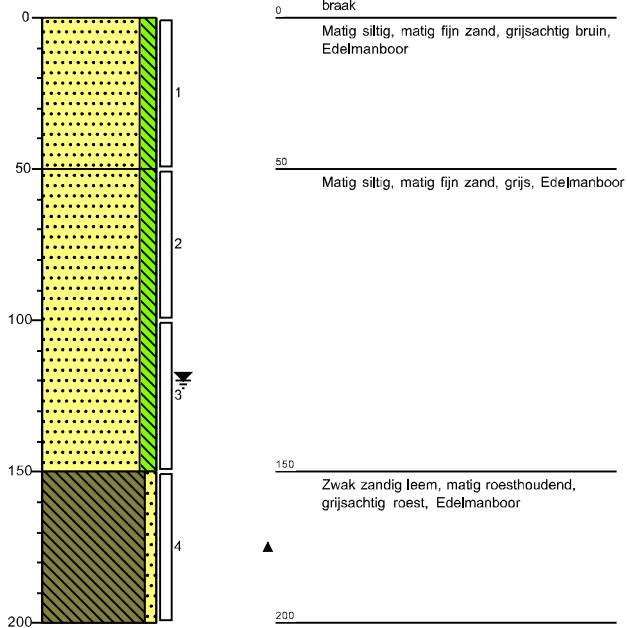 0
0
braak
Matig siltig, matig fijn zand, grijsachtig bruin,
Edelmanboor
1
50
50
Matig siltig, matig fijn zand, grijs, Edelmanboor
2
100
3
150
150
Zwak zandig leem, matig roesthoudend,
grijsachtig roest, Edelmanboor
4
200
200